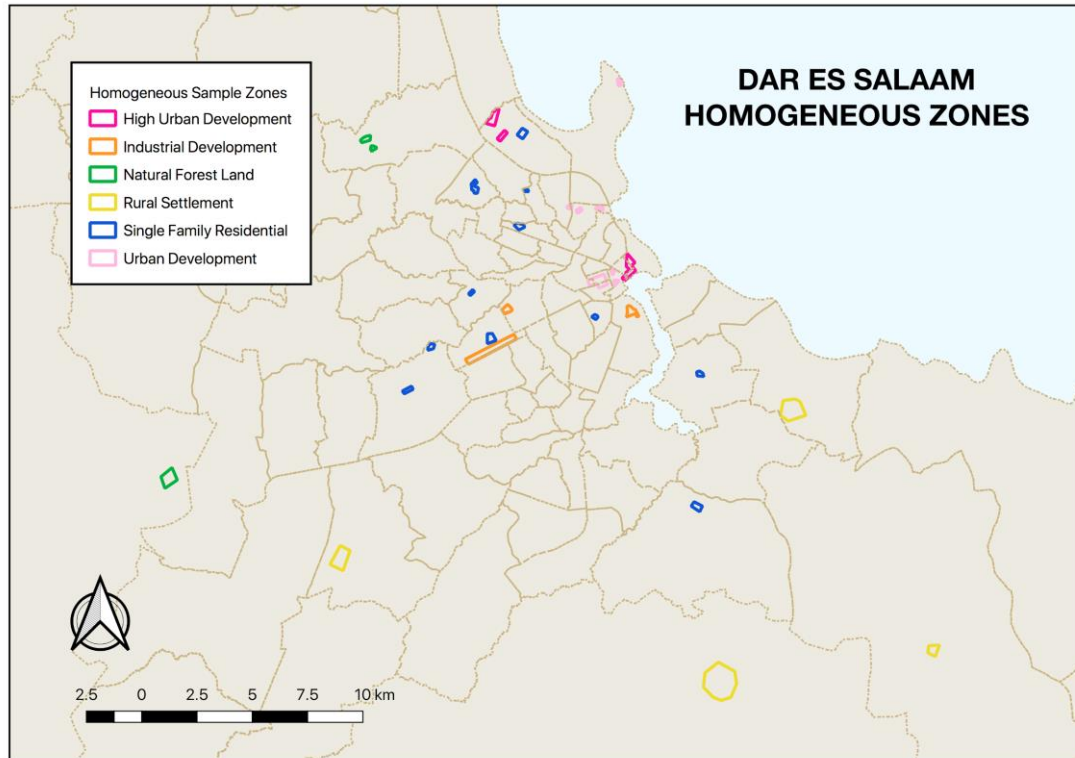 DAR ES SALAAM
HOMOGENEOUS ZONES
Homogeneous Sample Zones
High Urban Development
Industrial Development
Natural Forest Land
Rural Settlement
Single Family Residential
Urban Development
2.5 0 2.5 5 7.5 10 km